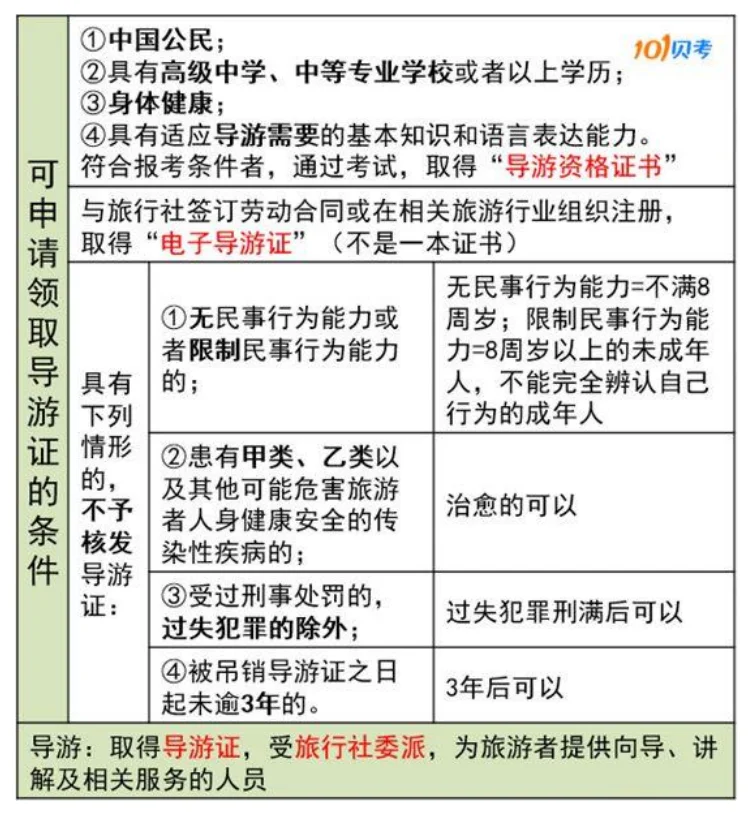 可申请领取导游证的条件
①中国公民；
101贝考
②具有高级中学、中等专业学校或者以上学历；
③身体健康；
④具有适应导游需要的基本知识和语言表达能力。
符合报考条件者，通过考试，取得“导游资格证书”
与旅行社签订劳动合同或在相关旅游行业组织注册，
取得“电子导游证”（不是一本证书）
具有
下列
情形
的，
不予
核发
导游
证：
①无民事行为能力或
者限制民事行为能力
的；
无民事行为能力=不满8
周岁；限制民事行为能
力=8周岁以上的未成年
人，不能完全辨认自己
行为的成年人
②患有甲类、乙类以
及其他可能危害旅游
者人身健康安全的传
染性疾病的；
治愈的可以
③受过刑事处罚的，
过失犯罪的除外；
过失犯罪刑满后可以
④被吊销导游证之日
起未逾3年的。
3年后可以
导游：取得导游证，受旅行社委派，为旅游者提供向导、讲
解及相关服务的人员